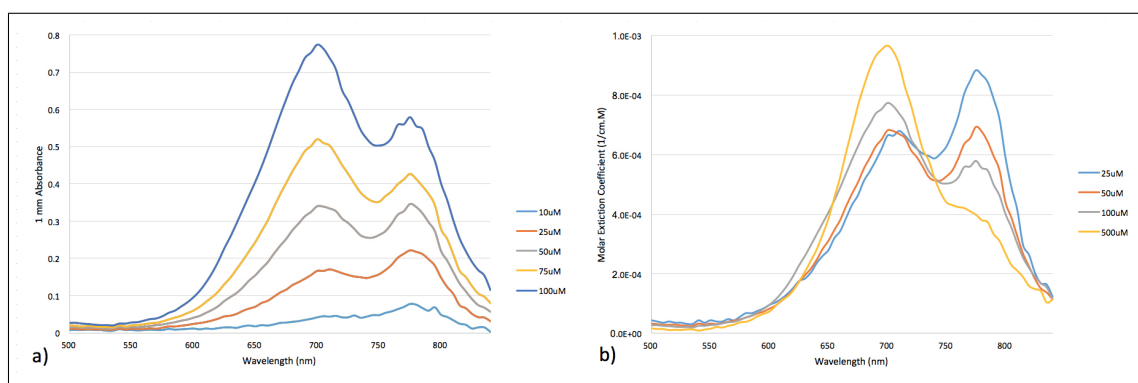 0.8
0.7
0.6
0.5
0.4
0.3
0.2
0.1
0
1 mm Absorbance
500
550
600
650
700
750
800
Wavelength (nm)
10uM
25uM
50uM
75uM
100uM
a)
1.0E-03
8.0E-04
6.0E-04
4.0E-04
2.0E-04
0.0E+00
Molar Extiction Coefficient (1/cm.M)
500
550
600
650
700
750
800
Wavelength (nm)
25uM
50uM
100uM
500uM
b)